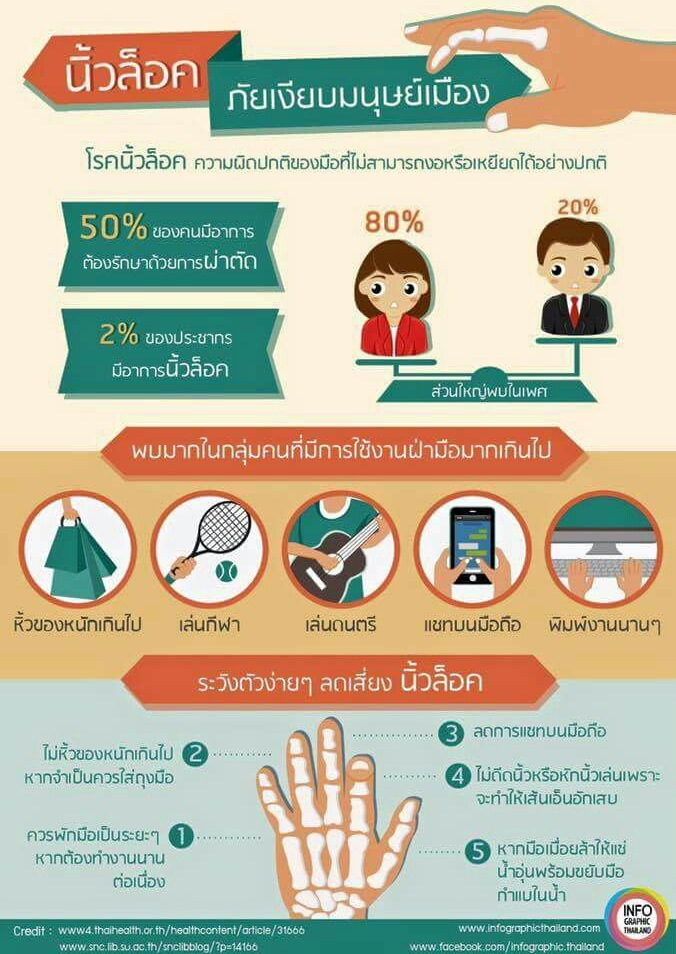 นิ้วล็อค
ภัยเงียบมนุษย์เมือง
โรคนิ้วล็อค ความผิดปกติของมือที่ไม่สามารถงอหรือเหยียดได้อย่างปกติ
50% ของคนมีอาการ
ต้องรักษาด้วยการผ่าตัด
2% ของประชากร
มีอาการนิ้วล็อค
80%
20%
ส่วนใหญ่พบในเพศ
พบมากในกลุ่มคนที่มีการใช้งานฝ่ามือมากเกินไป
หิ้วของหนักเกินไป
เล่นกีฬา
เล่นดนตรี
แชทบนมือถือ
พิมพ์งานนานๆ
ระวังตัวง่ายๆ ลดเสี่ยง นิ้วล็อค
1 ควรพักมือเป็นระยะๆ
หากต้องทำงานนาน
ต่อเนื่อง
2 ไม่หิ้วของหนักเกินไป
หากจำเป็นควรใส่ถุงมือ
3 ลดการแชทบนมือถือ
4 ไม่ดีดนิ้วหรือหักนิ้วเล่นเพราะ
จะทำให้เส้นเอ็นอักเสบ
5 หากมือเมื่อยล้าให้แช่
น้ำอุ่นพร้อมขยับมือ
กำแบในน้ำ
Credit : www4.thaihealth.or.th/healthcontent/article/31666
www.snc.lib.su.ac.th/snclibblog/?p=14166
www.infographicthailand.com
www.facebook.com/infographic.thailand
INFO
GRAPHIC
THAILAND